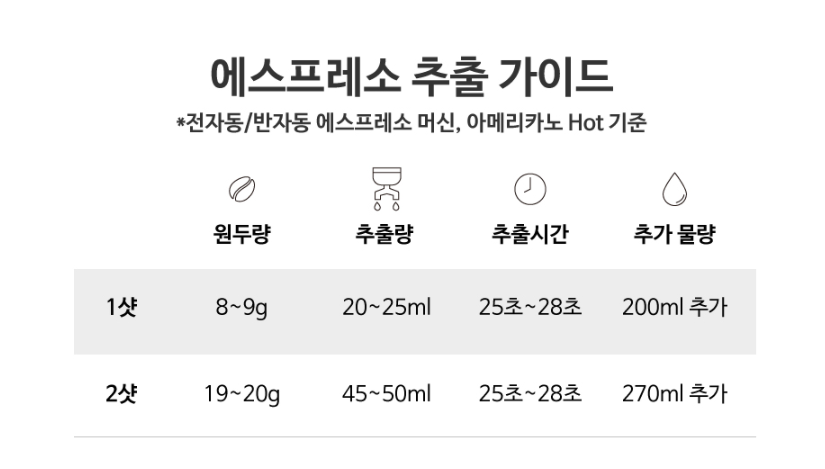 에스프레소 추출 가이드
*전자동/반자동 에스프레소 머신, 아메리카노 Hot 기준
원두량 추출량 추출시간 추가 물량
1샷 8~9g 20~25ml 25초~28초 200ml 추가
2샷 19~20g 45~50ml 25초~28초 270ml 추가